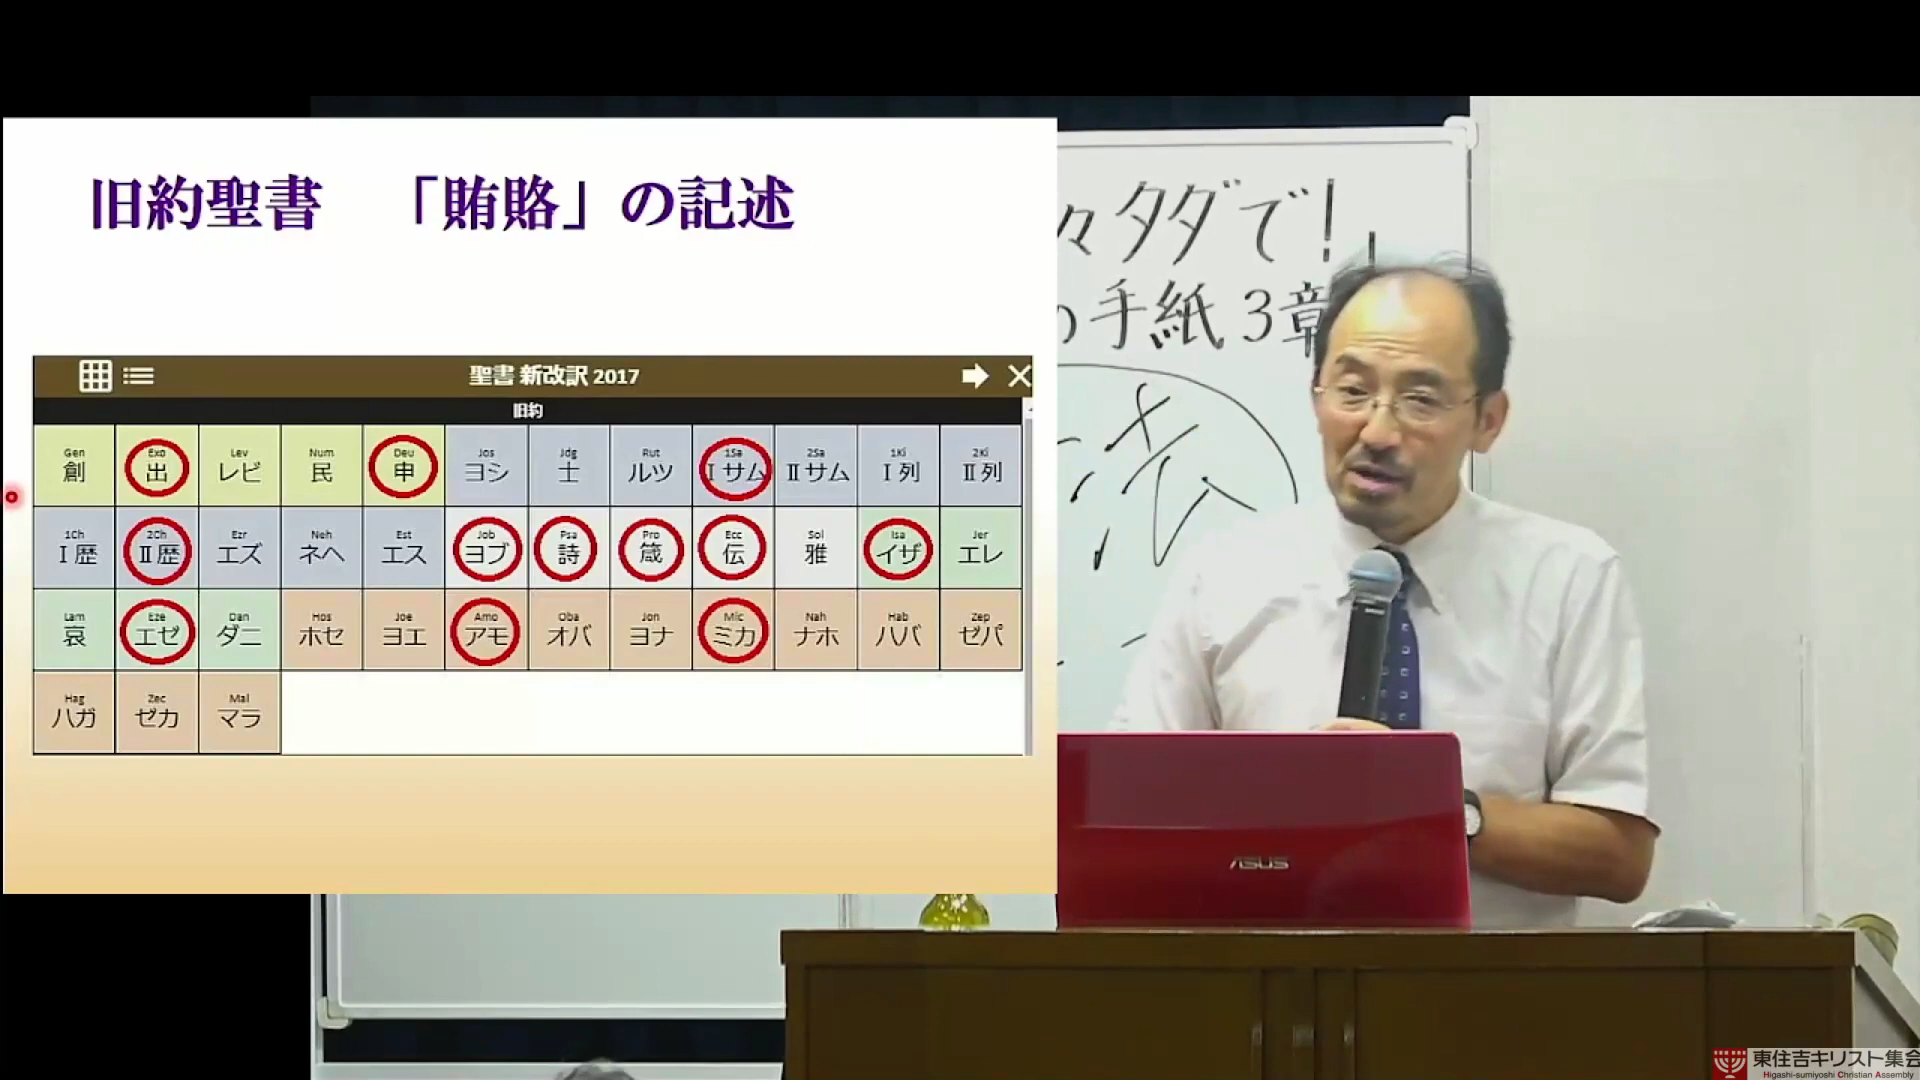 旧約聖書 「賄賂」の記述
聖書 新改訳 2017
旧約
Gen Exo Lev Num Deu Jos Jdg Rut 1Sa 2Sa 1Ki 2Ki
創 出 レビ 民 申 ヨシ 士 ルツ Ⅰサム Ⅱサム Ⅰ列 Ⅱ列
1Ch 2Ch Ezr Neh Est Job Psa Pro Ecc Sol Isa Jer
Ⅰ歴 Ⅱ歴 エズ ネヘ エス ヨブ 詩 箴 伝 雅 イザ エレ
Lam Eze Dan Hos Joe Amo Oba Jon Mic Nah Hab Zep
哀 エゼ ダニ ホセ ヨエ アモ オバ ヨナ ミカ ナホ ハバ ゼパ
Hag Zec Mal
ハガ ゼカ マラ
々タダで!」
の手紙3章
法
ASUS
東住吉キリスト集会
Higashi-sumiyoshi Christian Assembly